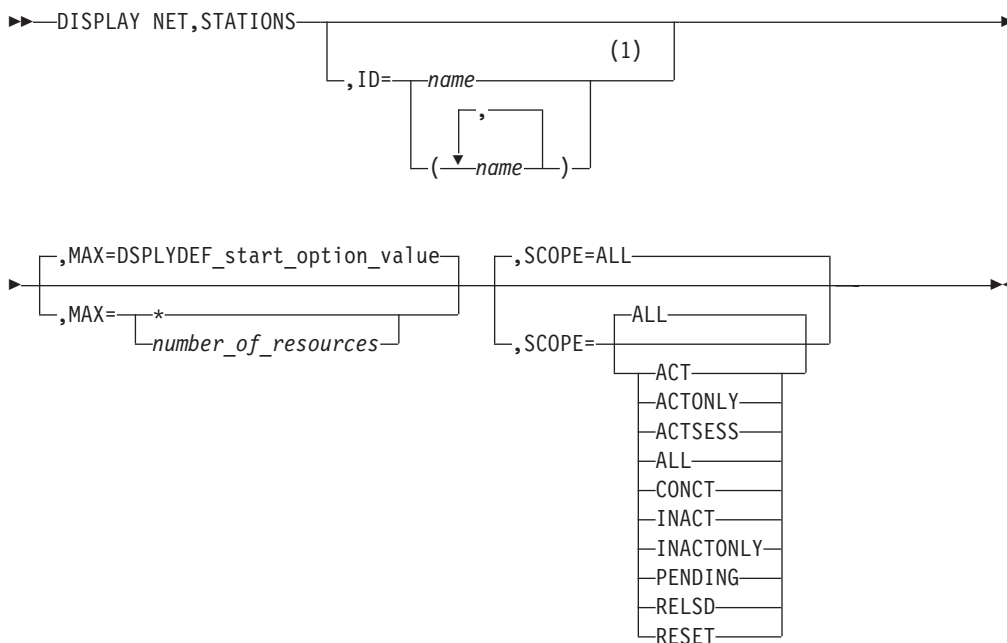 DISPLAY NET,STATIONS
(1)
,ID= name
,
( name )
,MAX=DSPLYDEF_start_option_value
,MAX= *
number_of_resources
,SCOPE=ALL
ALL
,SCOPE=
ACT
ACTONLY
ACTSESS
ALL
CONCT
INACT
INACTONLY
PENDING
RELSD
RESET